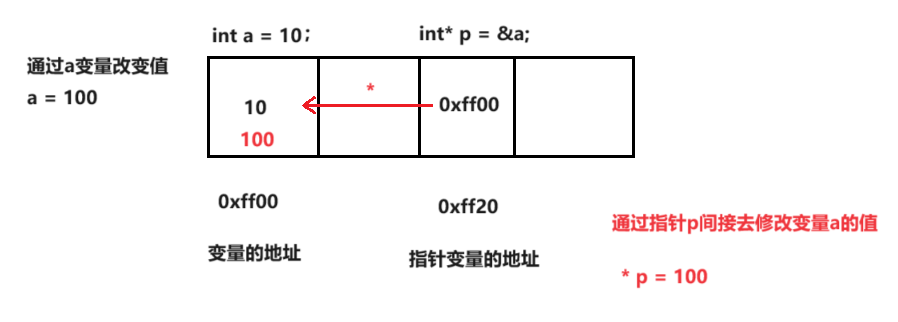 int a = 10;
int* p = &a;
通过a变量改变值
a = 100
*
10
0xff00
100
0xff00
0xff20
变量的地址
指针变量的地址
通过指针p间接去修改变量a的值
* p = 100